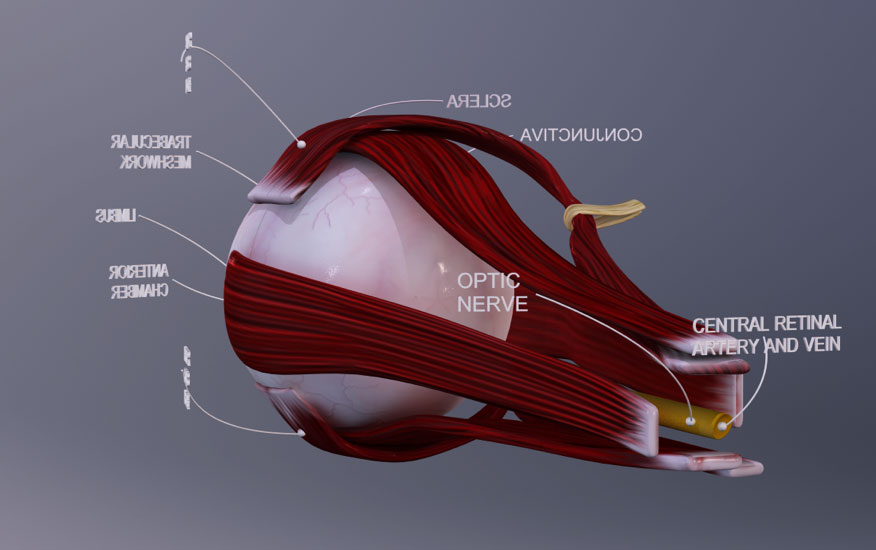 SCLERA
CONJUNCTIVA
TRABECULAR
MESHWORK
LIMBUS
ANTERIOR
CHAMBER
OPTIC
NERVE
CENTRAL RETINAL
ARTERY AND VEIN